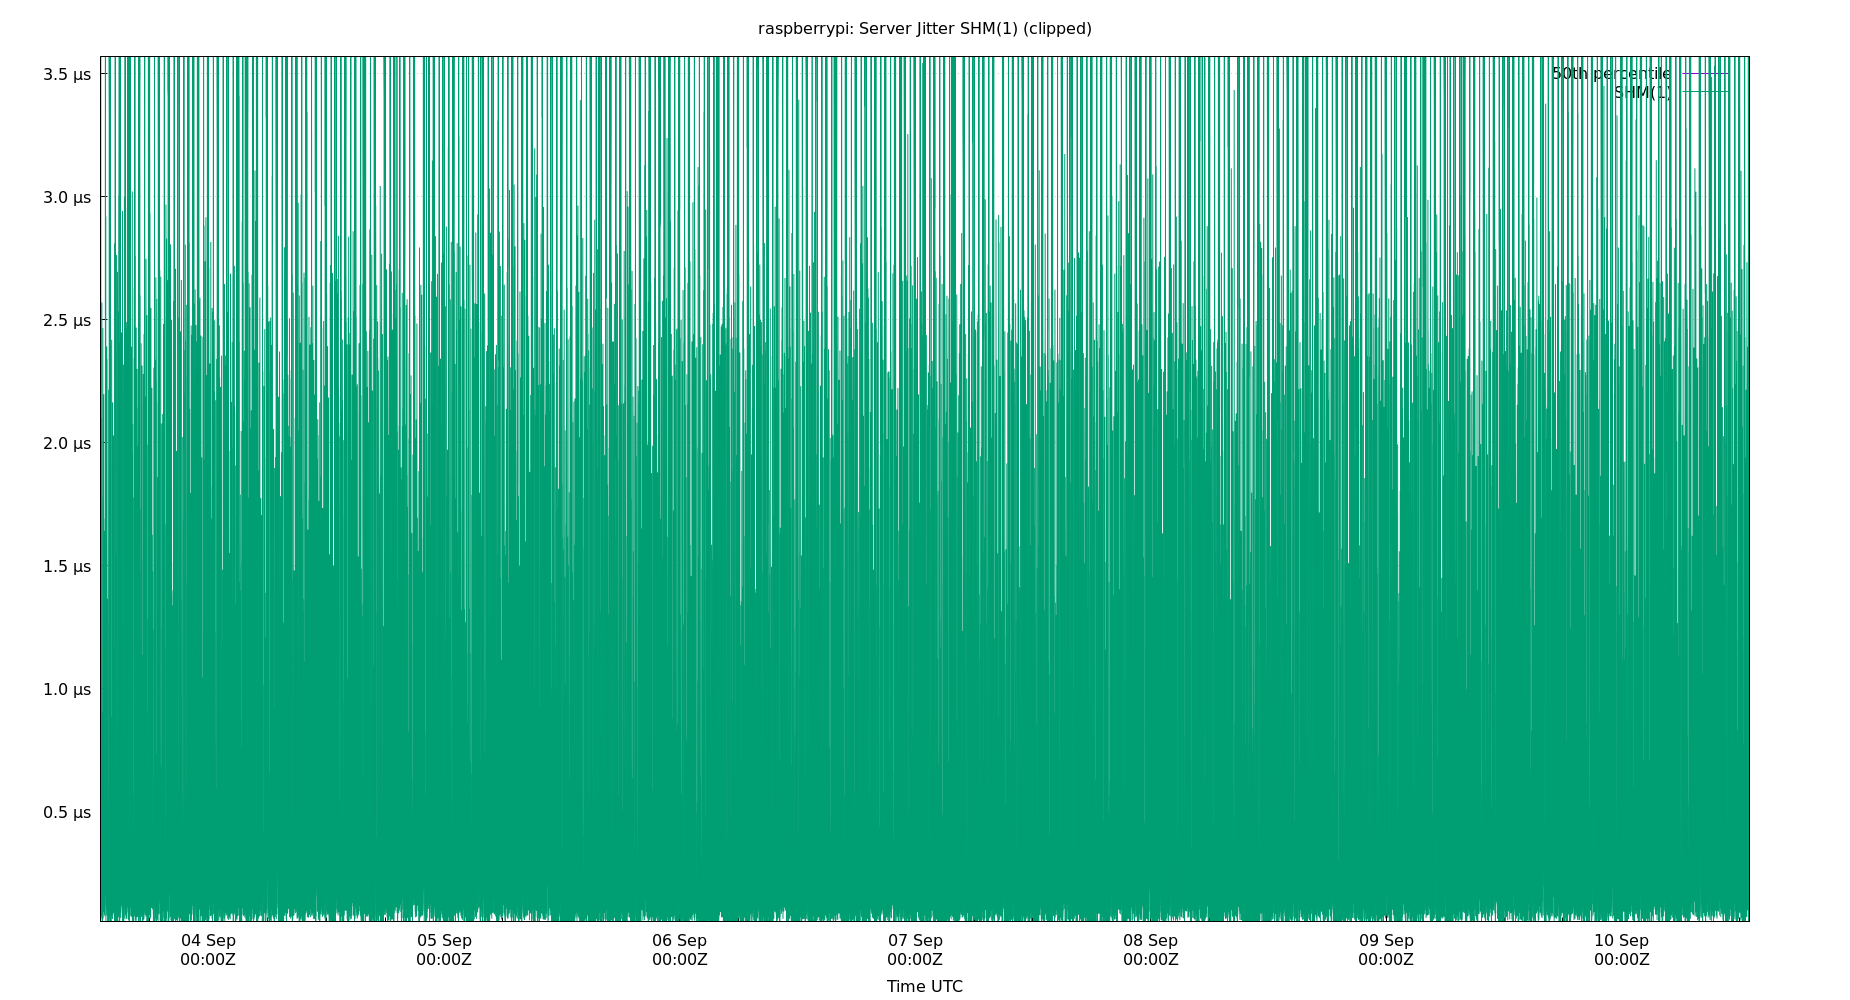 raspberrypi: Server Jitter SHM(1) (clipped)
50th percentile
SHM(1)
3.5 µs
3.0 µs
2.5 µs
2.0 µs
1.5 µs
1.0 µs
0.5 µs
04 Sep 05 Sep 06 Sep 07 Sep 08 Sep 09 Sep 10 Sep
00:00Z 00:00Z 00:00Z 00:00Z 00:00Z 00:00Z 00:00Z
Time UTC